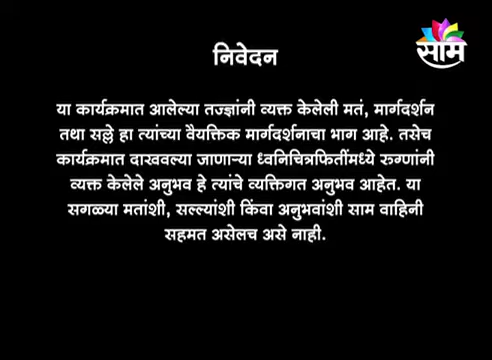 साम
निवेदन
या कार्यक्रमात आलेल्या तज्ज्ञांनी व्यक्त केलेली मतं, मार्गदर्शन
तथा सल्ले हा त्यांच्या वैयक्तिक मार्गदर्शनाचा भाग आहे. तसेच
कार्यक्रमात दाखवल्या जाणाऱ्या ध्वनिचित्रफितींमध्ये रुग्णांनी
व्यक्त केलेले अनुभव हे त्यांचे व्यक्तिगत अनुभव आहेत. या
सगळ्या मतांशी, सल्ल्यांशी किंवा अनुभवांशी साम वाहिनी
सहमत असेलच असे नाही.